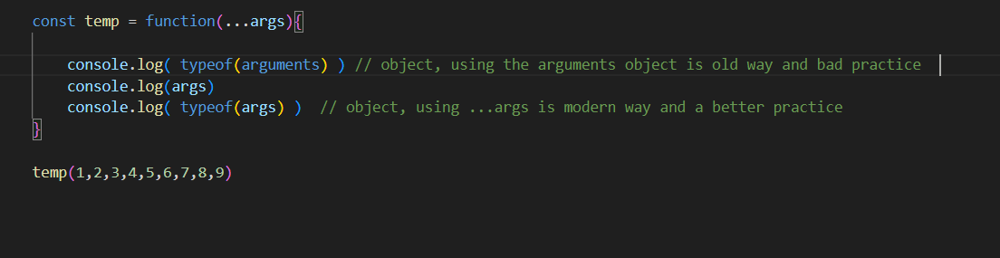 const temp = function(...args){
console.log( typeof(arguments) ) // object, using the arguments object is old way and bad practice
console.log(args)
console.log( typeof(args) )  // object, using ...args is modern way and a better practice
}
temp(1,2,3,4,5,6,7,8,9)